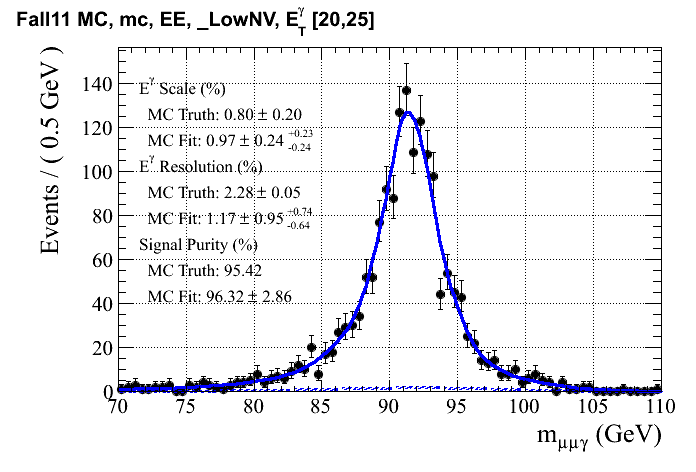 Fall11 MC, mc, EE, _LowNV, E_T^γ [20,25]
Events / ( 0.5 GeV )
140
120
100
80
60
40
20
0
E^γ Scale (%)
MC Truth: 0.80 ± 0.20
MC Fit: 0.97 ± 0.24 +0.23 -0.24
E^γ Resolution (%)
MC Truth: 2.28 ± 0.05
MC Fit: 1.17 ± 0.95 +0.74 -0.64
Signal Purity (%)
MC Truth: 95.42
MC Fit: 96.32 ± 2.86
70 75 80 85 90 95 100 105 110
m_μμγ (GeV)